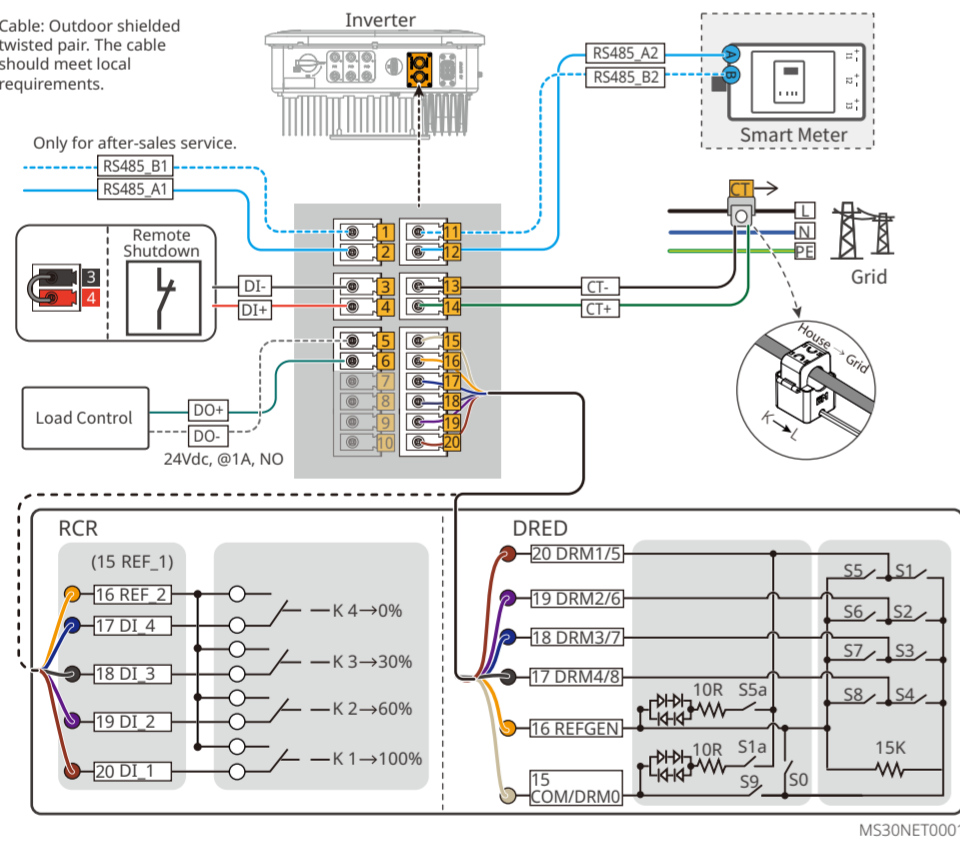 Cable: Outdoor shielded
twisted pair. The cable
should meet local
requirements.
Inverter
RS485_A2
RS485_B2
A
B
Smart Meter
Only for after-sales service.
RS485_B1
RS485_A1
CT
L
N
PE
Grid
Remote
Shutdown
3
4
DI-
DI+
1
2
3
4
5
6
7
8
9
10
11
12
13
14
15
16
17
18
19
20
CT-
CT+
House → Grid
K→L
Load Control
DO+
DO-
24Vdc, @1A, NO
RCR
(15 REF_1)
16 REF_2
17 DI_4
18 DI_3
19 DI_2
20 DI_1
K 4→0%
K 3→30%
K 2→60%
K 1→100%
DRED
20 DRM1/5
19 DRM2/6
18 DRM3/7
17 DRM4/8
16 REFGEN
15
COM/DRM0
10R
S5a
10R
S1a
S9
S0
S5
S1
S6
S2
S7
S3
S8
S4
15K
MS30NET0001